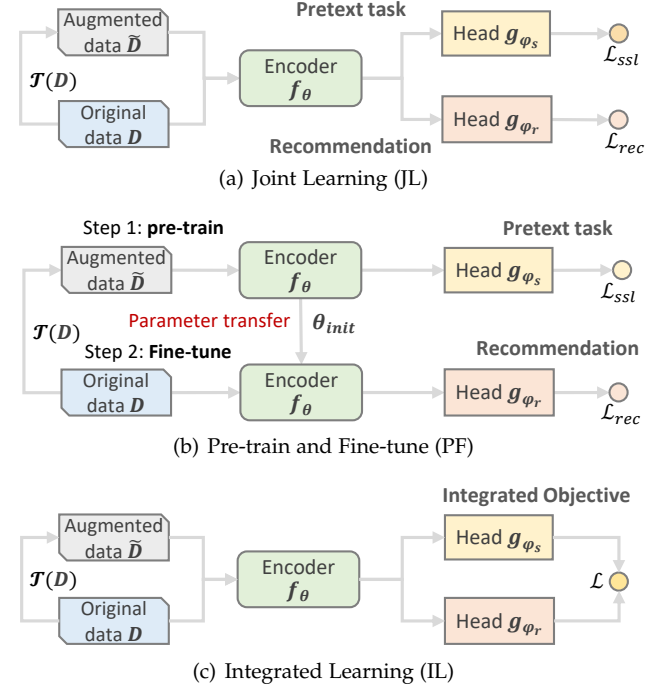 Pretext task
Augmented
data D̃
Head g_φs
ℒ_ssl
𝒯(D)
Encoder
f_θ
Original
data D
Head g_φr
ℒ_rec
Recommendation
(a) Joint Learning (JL)
Step 1: pre-train
Pretext task
Augmented
data D̃
Encoder
f_θ
Head g_φs
ℒ_ssl
Parameter transfer
θ_init
𝒯(D)
Step 2: Fine-tune
Recommendation
Original
data D
Encoder
f_θ
Head g_φr
ℒ_rec
(b) Pre-train and Fine-tune (PF)
Integrated Objective
Augmented
data D̃
Head g_φs
𝒯(D)
Encoder
f_θ
ℒ
Original
data D
Head g_φr
(c) Integrated Learning (IL)